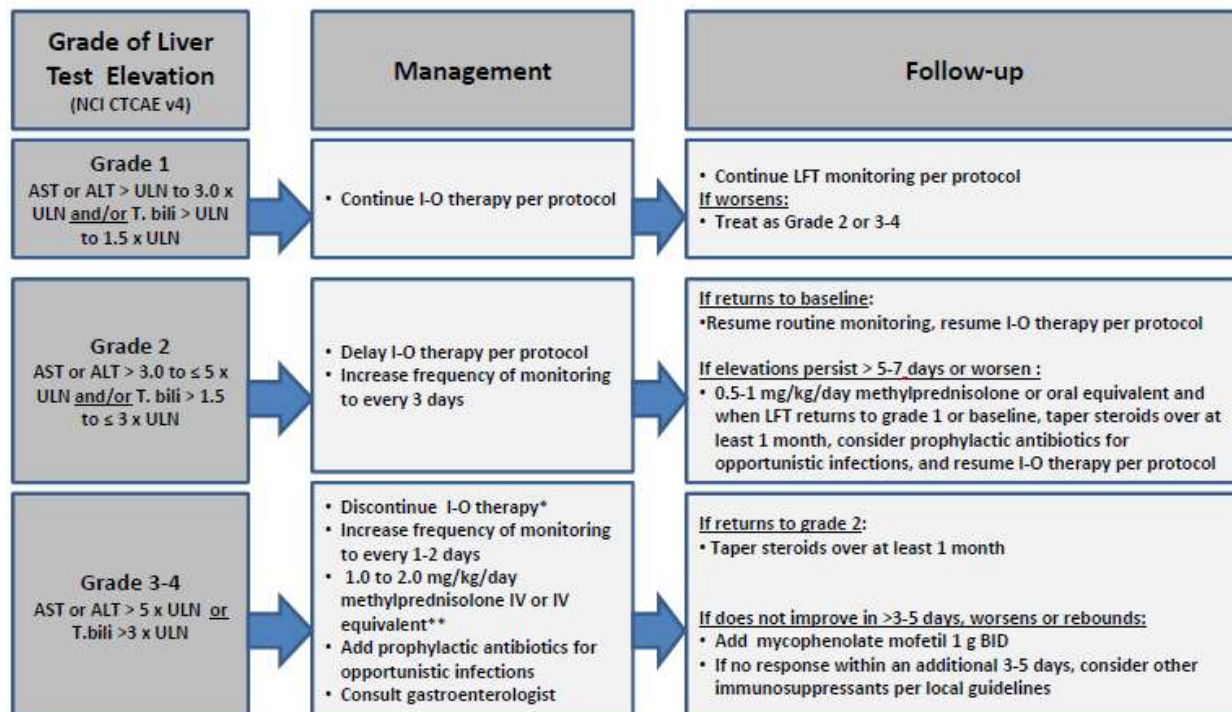 Grade of Liver
Test Elevation
(NCI CTCAE v4)
Management
Follow-up
Grade 1
AST or ALT > ULN to 3.0 x
ULN and/or T. bili > ULN
to 1.5 x ULN
• Continue I-O therapy per protocol
• Continue LFT monitoring per protocol
If worsens:
• Treat as Grade 2 or 3-4
Grade 2
AST or ALT > 3.0 to ≤ 5 x
ULN and/or T. bili > 1.5
to ≤ 3 x ULN
• Delay I-O therapy per protocol
• Increase frequency of monitoring
to every 3 days
If returns to baseline:
•Resume routine monitoring, resume I-O therapy per protocol
If elevations persist > 5-7 days or worsen :
• 0.5-1 mg/kg/day methylprednisolone or oral equivalent and
when LFT returns to grade 1 or baseline, taper steroids over at
least 1 month, consider prophylactic antibiotics for
opportunistic infections, and resume I-O therapy per protocol
Grade 3-4
AST or ALT > 5 x ULN or
T.bili >3 x ULN
• Discontinue I-O therapy*
• Increase frequency of monitoring
to every 1-2 days
• 1.0 to 2.0 mg/kg/day
methylprednisolone IV or IV
equivalent**
• Add prophylactic antibiotics for
opportunistic infections
• Consult gastroenterologist
If returns to grade 2:
• Taper steroids over at least 1 month
If does not improve in >3-5 days, worsens or rebounds:
• Add mycophenolate mofetil 1 g BID
• If no response within an additional 3-5 days, consider other
immunosuppressants per local guidelines